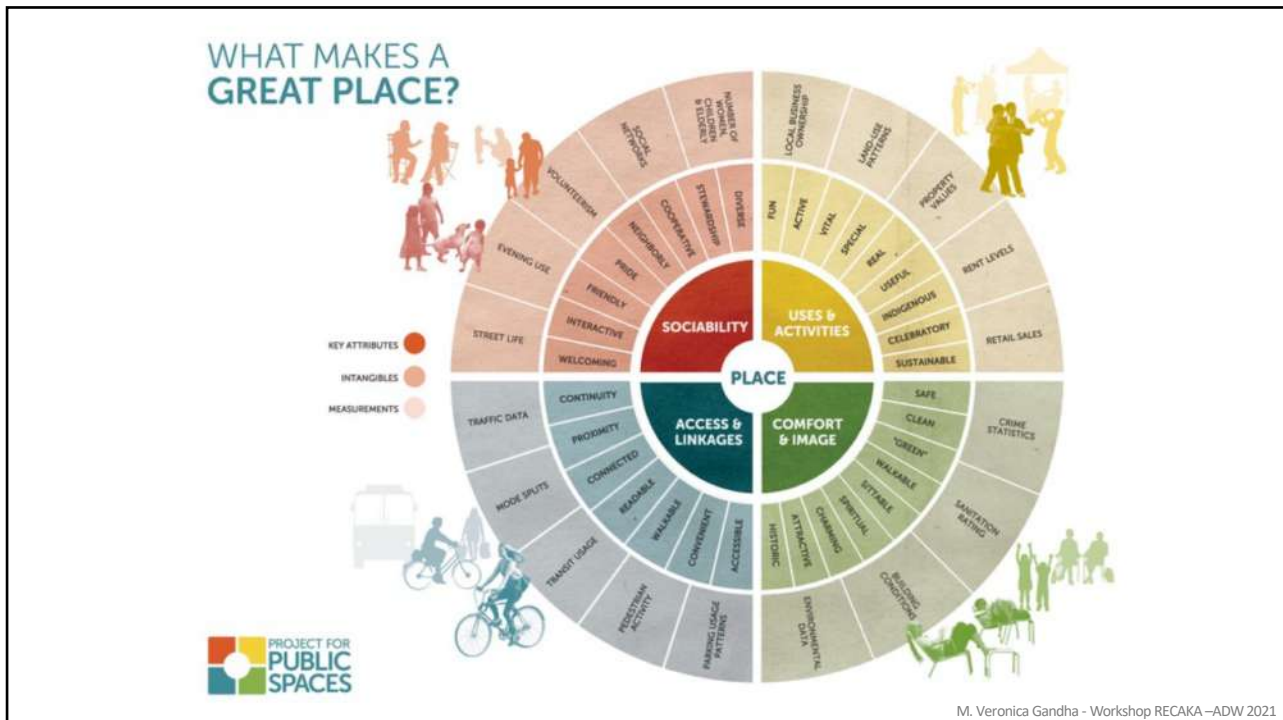 WHAT MAKES A
GREAT PLACE?
NUMBER OF
WOMEN,
CHILDREN
& ELDERLY
SOCIAL
NETWORKS
VOLUNTEERISM
EVENING USE
STREET LIFE
LOCAL BUSINESS
OWNERSHIP
LAND-USE
PATTERNS
PROPERTY
VALUES
RENT LEVELS
RETAIL SALES
DIVERSE
STEWARDSHIP
COOPERATIVE
NEIGHBORLY
PRIDE
FRIENDLY
INTERACTIVE
WELCOMING
FUN
ACTIVE
VITAL
SPECIAL
REAL
USEFUL
INDIGENOUS
CELEBRATORY
SUSTAINABLE
SOCIABILITY
USES &
ACTIVITIES
PLACE
ACCESS &
LINKAGES
COMFORT
& IMAGE
KEY ATTRIBUTES
INTANGIBLES
MEASUREMENTS
CONTINUITY
PROXIMITY
CONNECTED
READABLE
WALKABLE
CONVENIENT
ACCESSIBLE
SAFE
CLEAN
"GREEN"
WALKABLE
SITTABLE
SPIRITUAL
CHARMING
ATTRACTIVE
HISTORIC
TRAFFIC DATA
MODE SPLITS
TRANSIT USAGE
PEDESTRIAN
ACTIVITY
PARKING USAGE
PATTERNS
CRIME
STATISTICS
SANITATION
RATING
BUILDING
CONDITIONS
ENVIRONMENTAL
DATA
PROJECT FOR
PUBLIC
SPACES
M. Veronica Gandha - Workshop RECAKA –ADW 2021